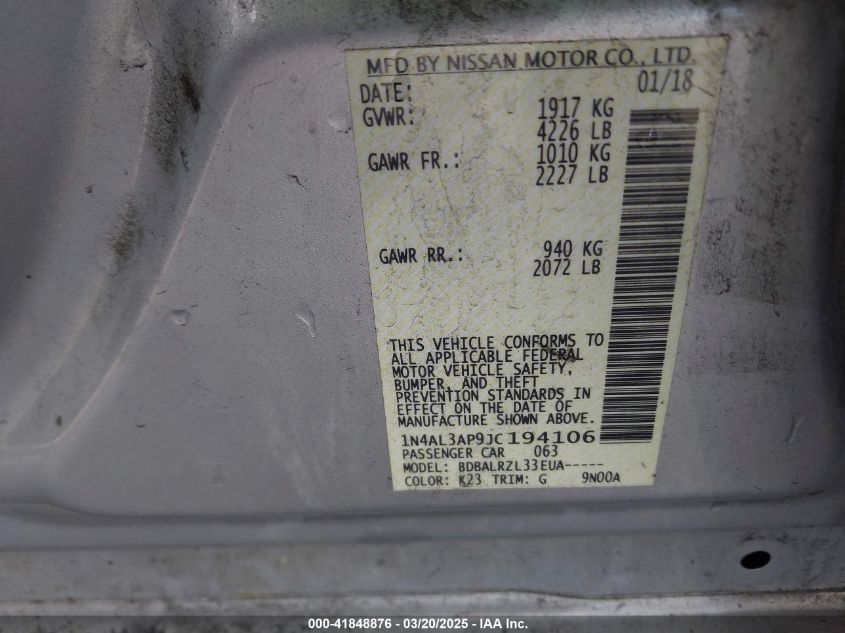 MFD BY NISSAN MOTOR CO., LTD.
DATE: 01/18
GVWR: 1917 KG
4226 LB
GAWR FR.: 1010 KG
2227 LB
GAWR RR.: 940 KG
2072 LB
THIS VEHICLE CONFORMS TO
ALL APPLICABLE FEDERAL
MOTOR VEHICLE SAFETY,
BUMPER, AND THEFT
PREVENTION STANDARDS IN
EFFECT ON THE DATE OF
MANUFACTURE SHOWN ABOVE.
1N4AL3AP9JC194106
PASSENGER CAR 063
MODEL: BDBALRZL33EUA-----
COLOR: K23 TRIM: G 9N00A
000-41848876 - 03/20/2025 - IAA Inc.